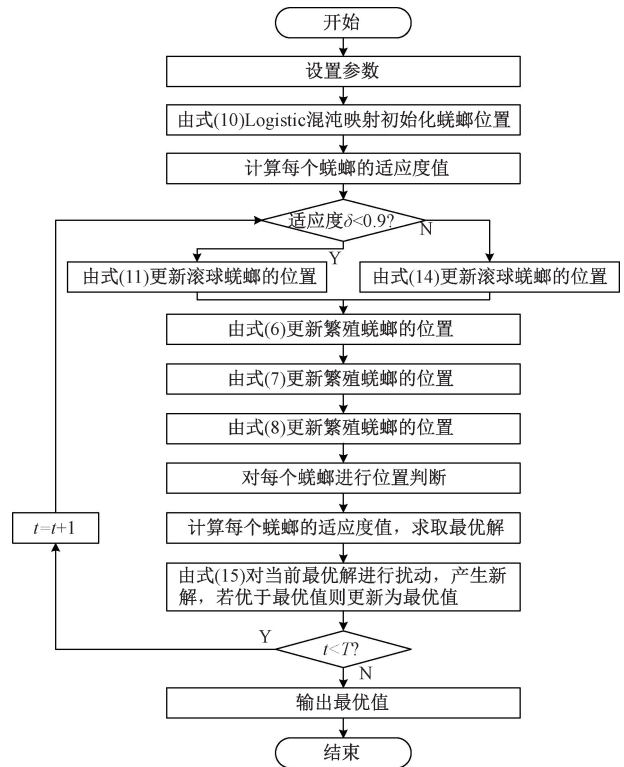 开始
设置参数
由式(10)Logistic混沌映射初始化蜣螂位置
计算每个蜣螂的适应度值
适应度δ<0.9?
N
Y
由式(11)更新滚球蜣螂的位置
由式(14)更新滚球蜣螂的位置
由式(6)更新繁殖蜣螂的位置
由式(7)更新繁殖蜣螂的位置
由式(8)更新繁殖蜣螂的位置
对每个蜣螂进行位置判断
t=t+1
计算每个蜣螂的适应度值，求取最优解
由式(15)对当前最优解进行扰动，产生新
解，若优于最优值则更新为最优值
Y
t<T?
N
输出最优值
结束